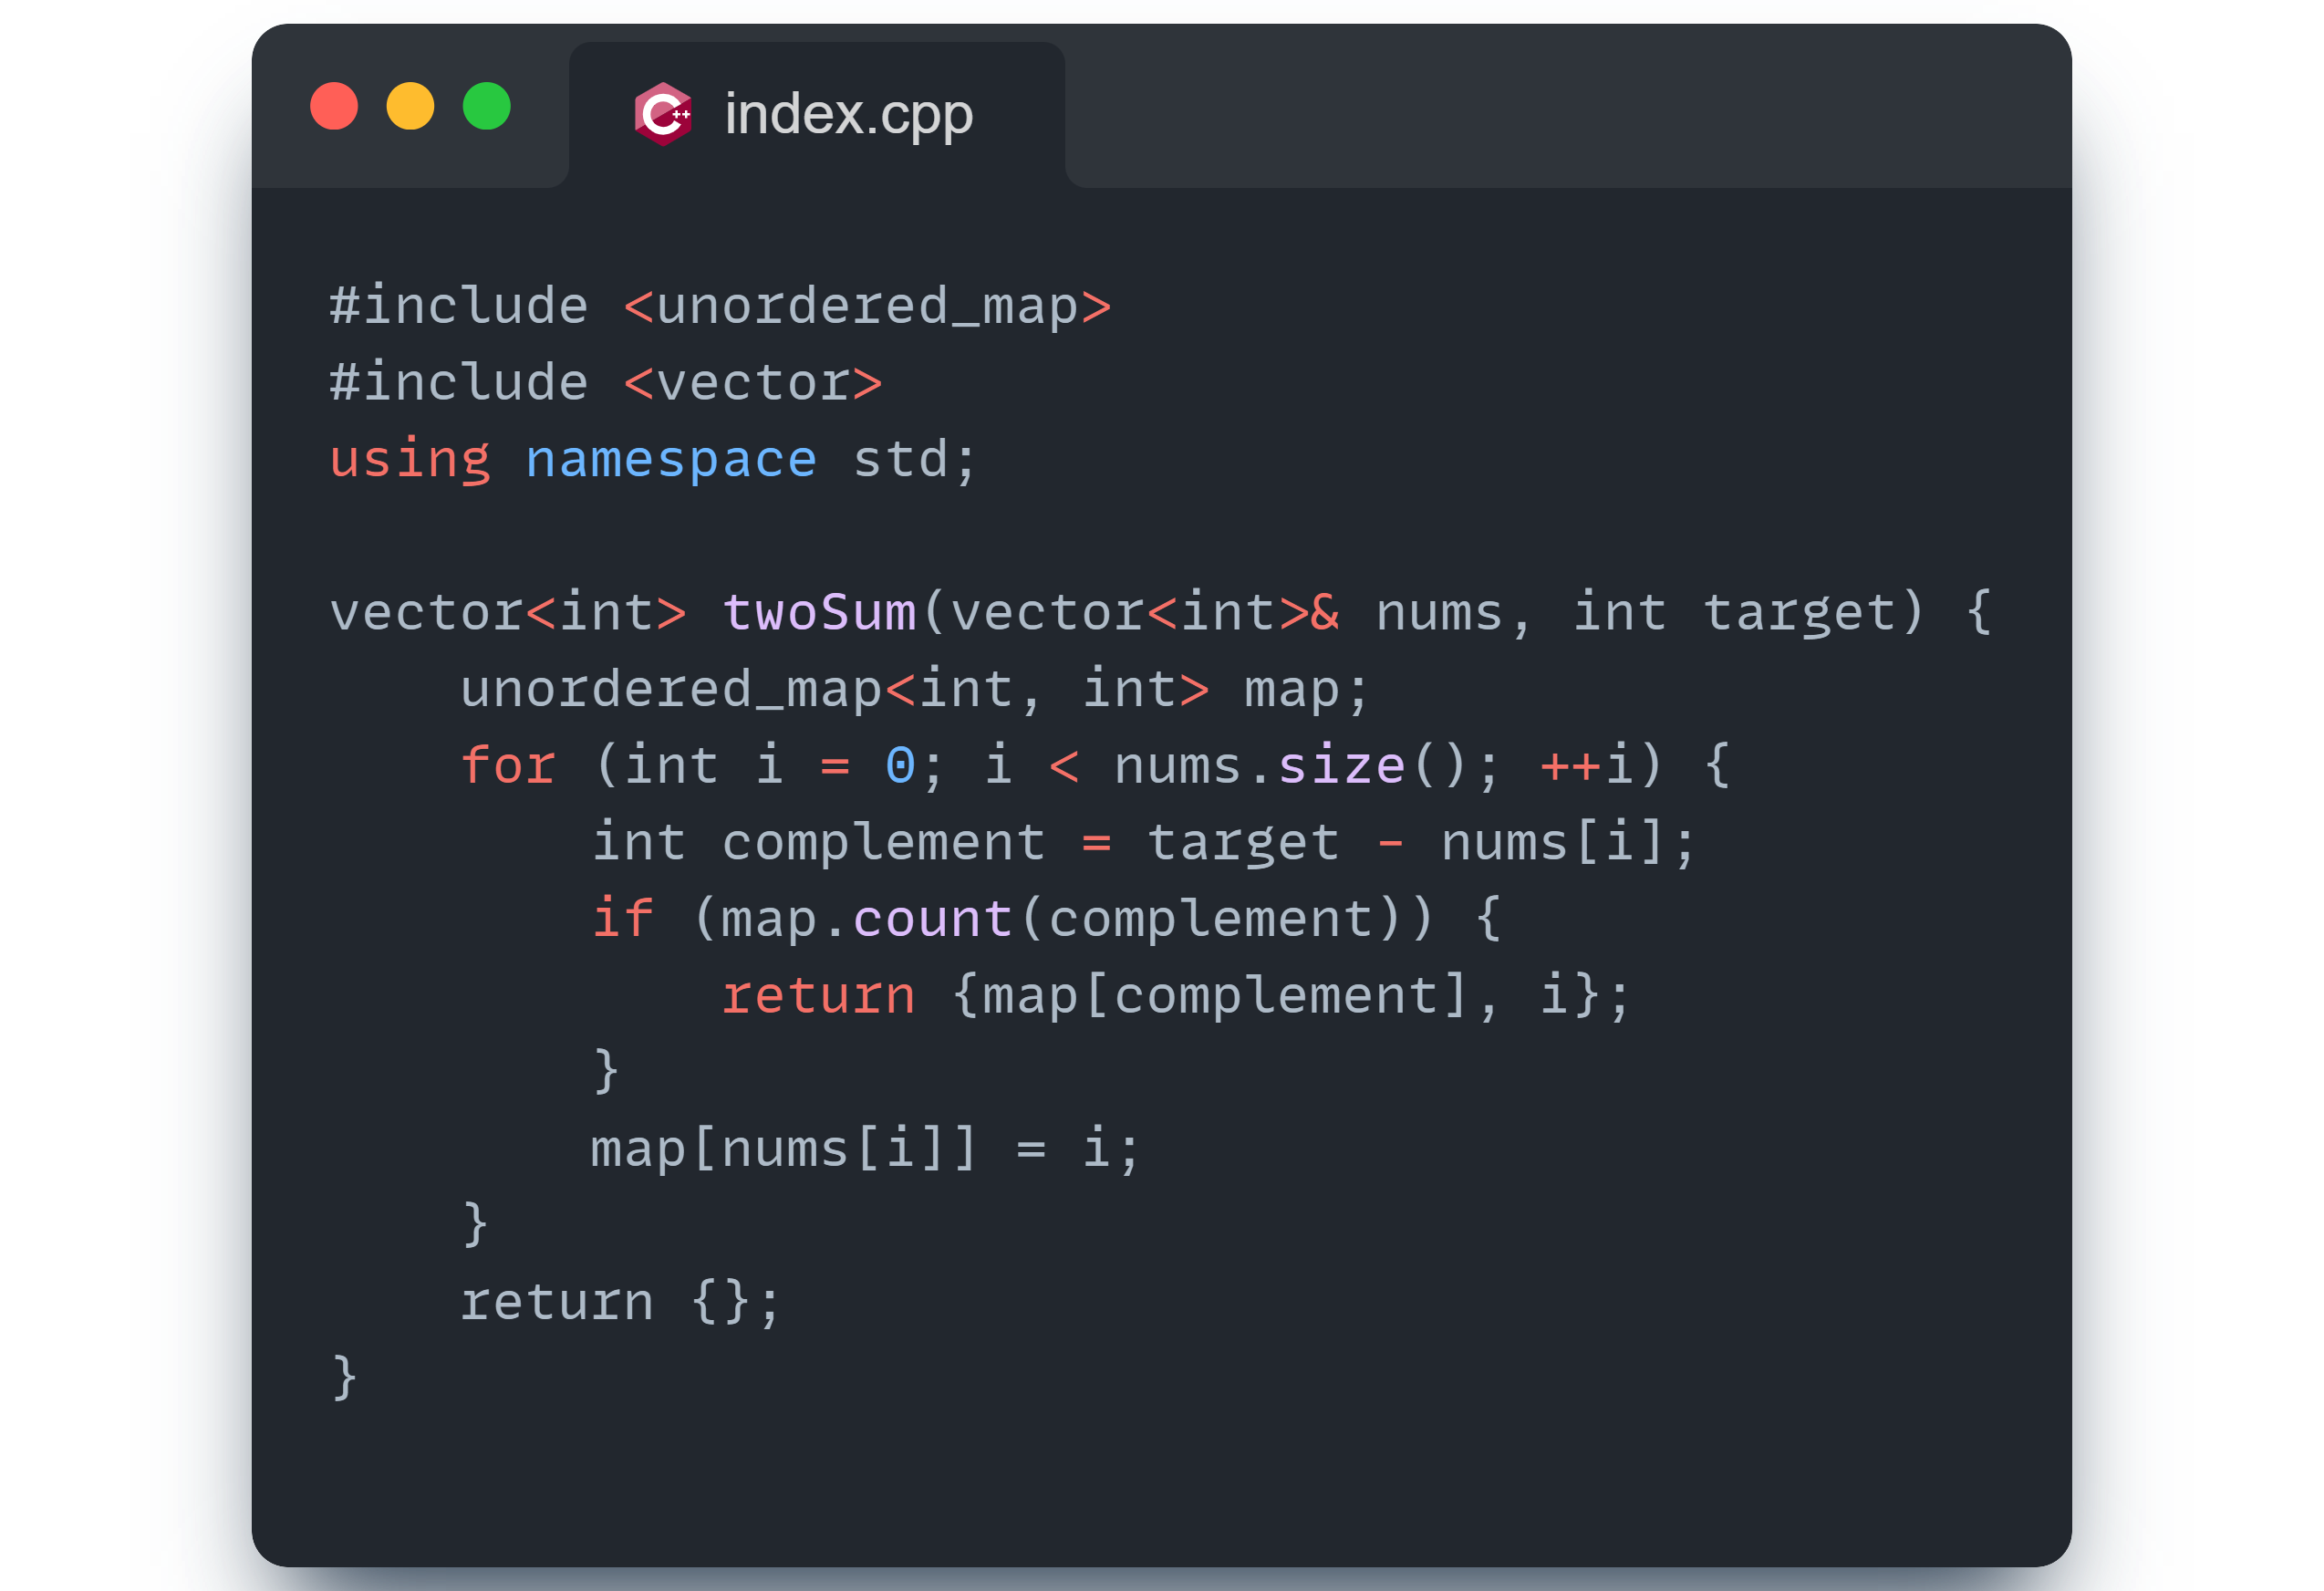 index.cpp
#include <unordered_map>
#include <vector>
using namespace std;

vector<int> twoSum(vector<int>& nums, int target) {
    unordered_map<int, int> map;
    for (int i = 0; i < nums.size(); ++i) {
        int complement = target - nums[i];
        if (map.count(complement)) {
            return {map[complement], i};
        }
        map[nums[i]] = i;
    }
    return {};
}